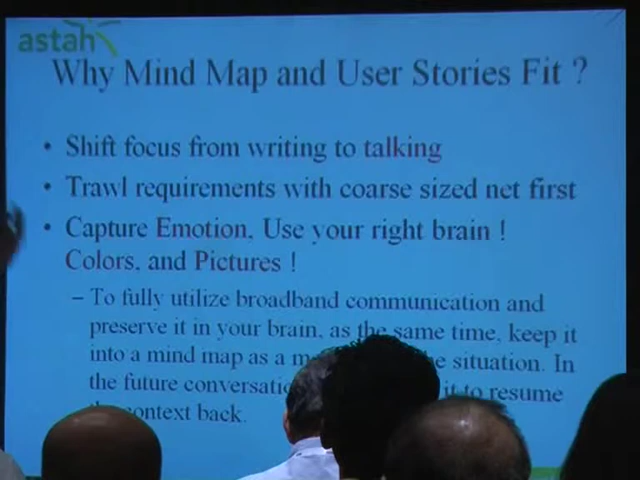 astah
Why Mind Map and User Stories Fit ?
• Shift focus from writing to talking
• Trawl requirements with coarse sized net first
• Capture Emotion, Use your right brain !
Colors, and Pictures !
– To fully utilize broadband communication and
preserve it in your brain, as the same time, keep it
into a mind map as a the situation. In
the future it to resume
context back.